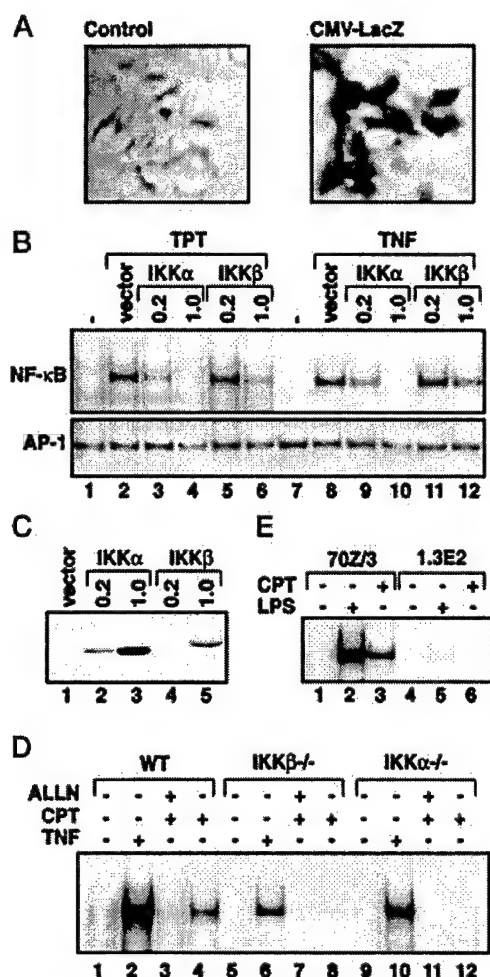 A
Control CMV-LacZ
B
TPT TNF
vector IKKα IKKβ vector IKKα IKKβ
- 0.2 1.0 0.2 1.0 - 0.2 1.0 0.2 1.0
NF-κB
AP-1
1 2 3 4 5 6 7 8 9 10 11 12
C
vector IKKα IKKβ
0.2 1.0 0.2 1.0
1 2 3 4 5
E
70Z/3 1.3E2
CPT - - + - - +
LPS - + - - + -
1 2 3 4 5 6
D
WT IKKβ-/- IKKα-/-
ALLN - - + - - - + - - - + -
CPT - - + + - - + + - - + +
TNF - + - - - + - - - + - -
1 2 3 4 5 6 7 8 9 10 11 12